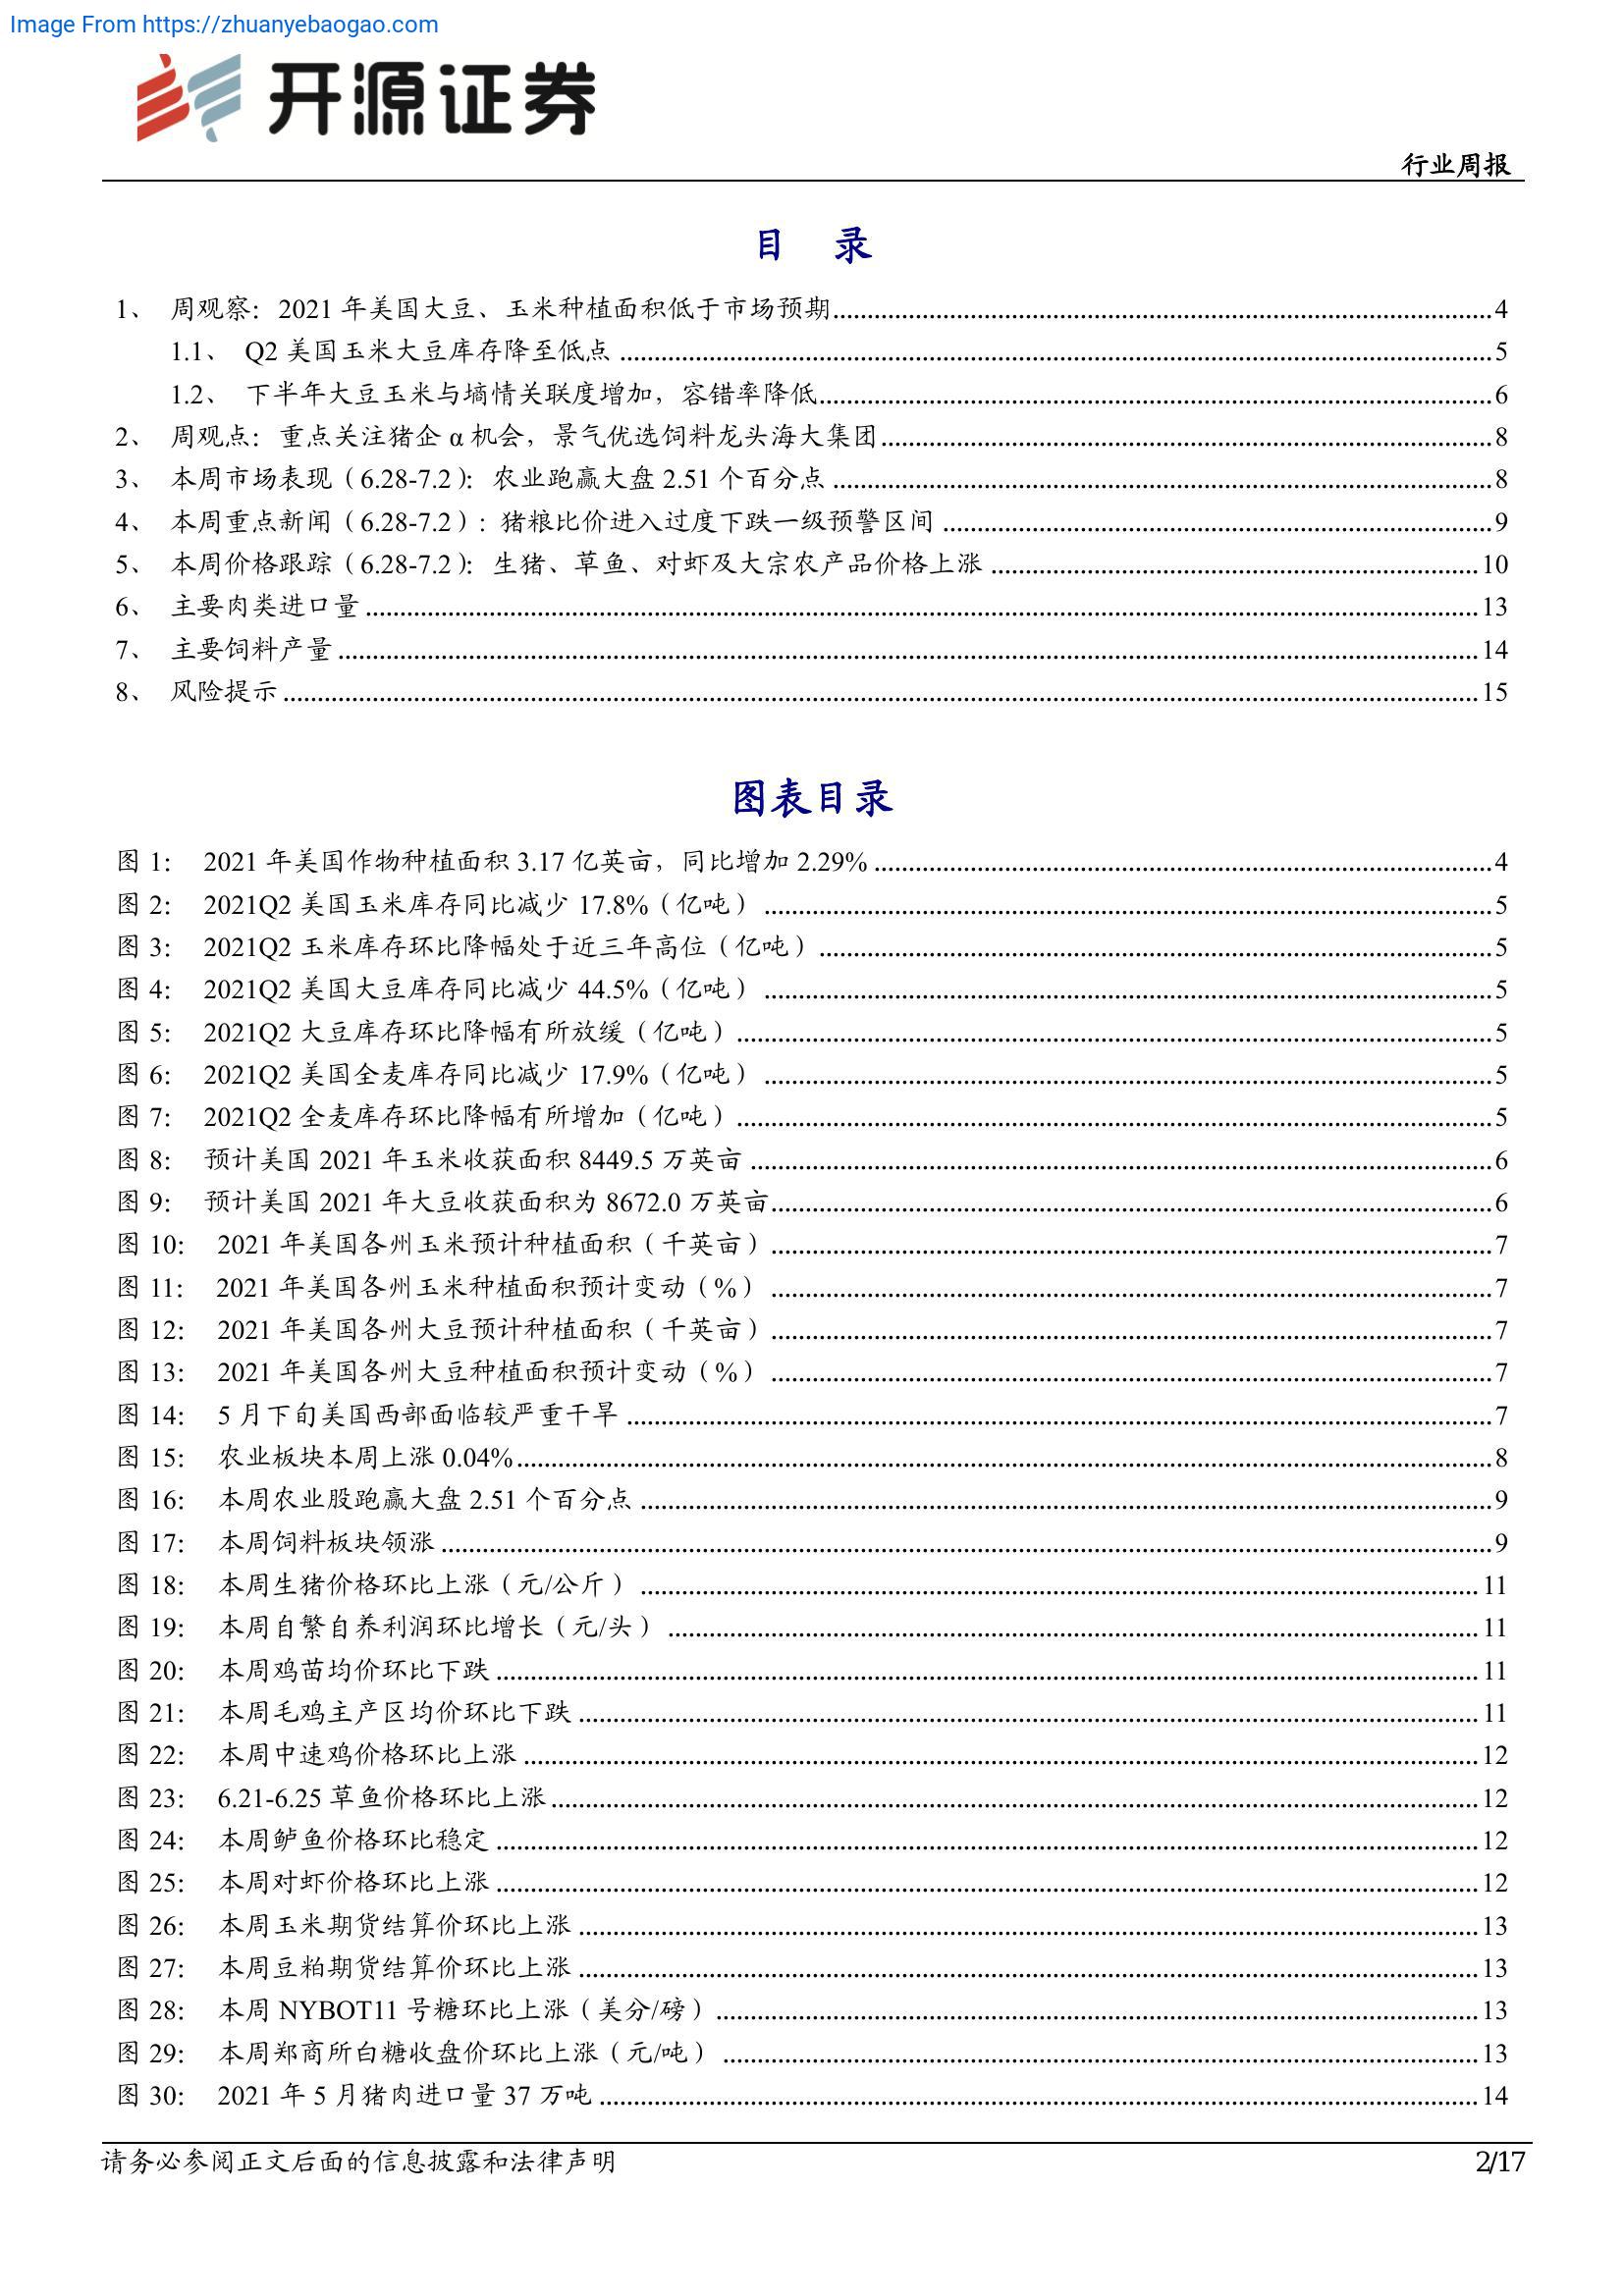 Image From https://zhuanyebaogao.com
开源证券
行业周报
目 录
1、 周观察：2021 年美国大豆、玉米种植面积低于市场预期 4
1.1、 Q2 美国玉米大豆库存降至低点 5
1.2、 下半年大豆玉米与墒情关联度增加，容错率降低 6
2、 周观点：重点关注猪企 α 机会，景气优选饲料龙头海大集团 8
3、 本周市场表现（6.28-7.2）：农业跑赢大盘 2.51 个百分点 8
4、 本周重点新闻（6.28-7.2）：猪粮比价进入过度下跌一级预警区间 9
5、 本周价格跟踪（6.28-7.2）：生猪、草鱼、对虾及大宗农产品价格上涨 10
6、 主要肉类进口量 13
7、 主要饲料产量 14
8、 风险提示 15
图表目录
图 1： 2021 年美国作物种植面积 3.17 亿英亩，同比增加 2.29% 4
图 2： 2021Q2 美国玉米库存同比减少 17.8%（亿吨） 5
图 3： 2021Q2 玉米库存环比降幅处于近三年高位（亿吨） 5
图 4： 2021Q2 美国大豆库存同比减少 44.5%（亿吨） 5
图 5： 2021Q2 大豆库存环比降幅有所放缓（亿吨） 5
图 6： 2021Q2 美国全麦库存同比减少 17.9%（亿吨） 5
图 7： 2021Q2 全麦库存环比降幅有所增加（亿吨） 5
图 8： 预计美国 2021 年玉米收获面积 8449.5 万英亩 6
图 9： 预计美国 2021 年大豆收获面积为 8672.0 万英亩 6
图 10： 2021 年美国各州玉米预计种植面积（千英亩） 7
图 11： 2021 年美国各州玉米种植面积预计变动（%） 7
图 12： 2021 年美国各州大豆预计种植面积（千英亩） 7
图 13： 2021 年美国各州大豆种植面积预计变动（%） 7
图 14： 5 月下旬美国西部面临较严重干旱 7
图 15： 农业板块本周上涨 0.04% 8
图 16： 本周农业股跑赢大盘 2.51 个百分点 9
图 17： 本周饲料板块领涨 9
图 18： 本周生猪价格环比上涨（元/公斤） 11
图 19： 本周自繁自养利润环比增长（元/头） 11
图 20： 本周鸡苗均价环比下跌 11
图 21： 本周毛鸡主产区均价环比下跌 11
图 22： 本周中速鸡价格环比上涨 12
图 23： 6.21-6.25 草鱼价格环比上涨 12
图 24： 本周鲈鱼价格环比稳定 12
图 25： 本周对虾价格环比上涨 12
图 26： 本周玉米期货结算价环比上涨 13
图 27： 本周豆粕期货结算价环比上涨 13
图 28： 本周 NYBOT11 号糖环比上涨（美分/磅） 13
图 29： 本周郑商所白糖收盘价环比上涨（元/吨） 13
图 30： 2021 年 5 月猪肉进口量 37 万吨 14
请务必参阅正文后面的信息披露和法律声明
2/17